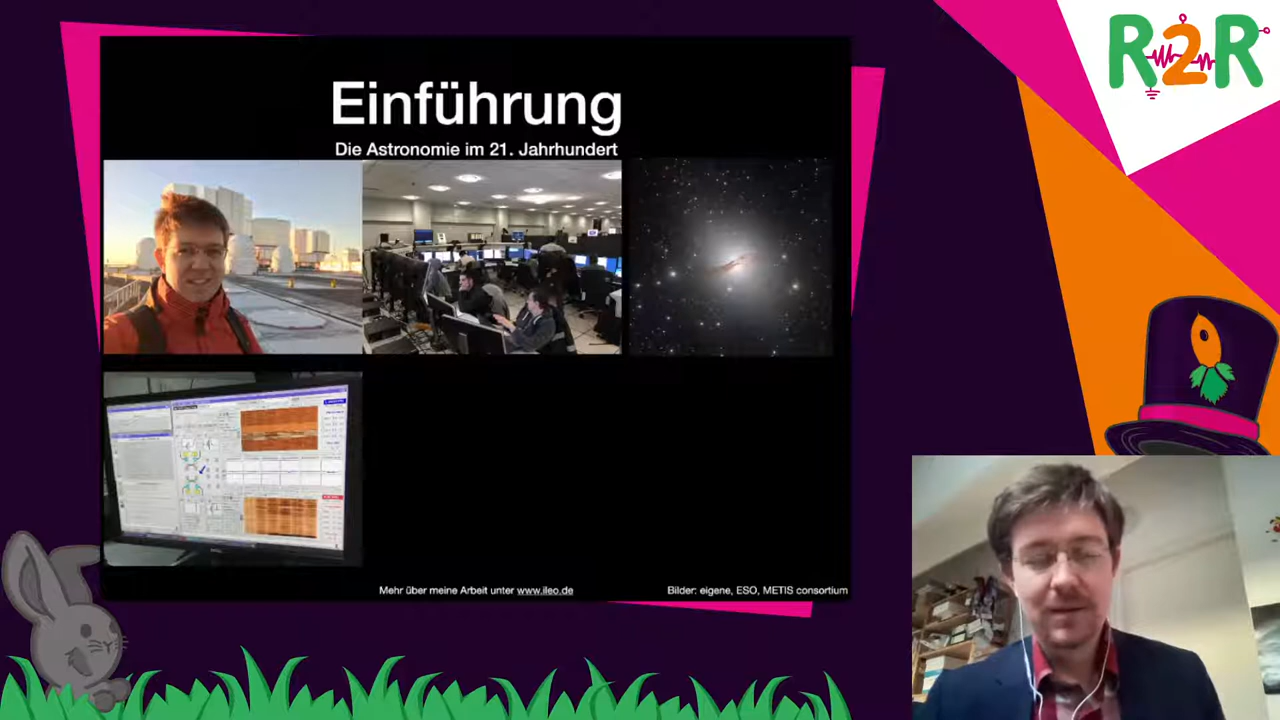 R2R
Einführung
Die Astronomie im 21. Jahrhundert
Mehr über meine Arbeit unter www.ileo.de
Bilder: eigene, ESO, METIS consortium